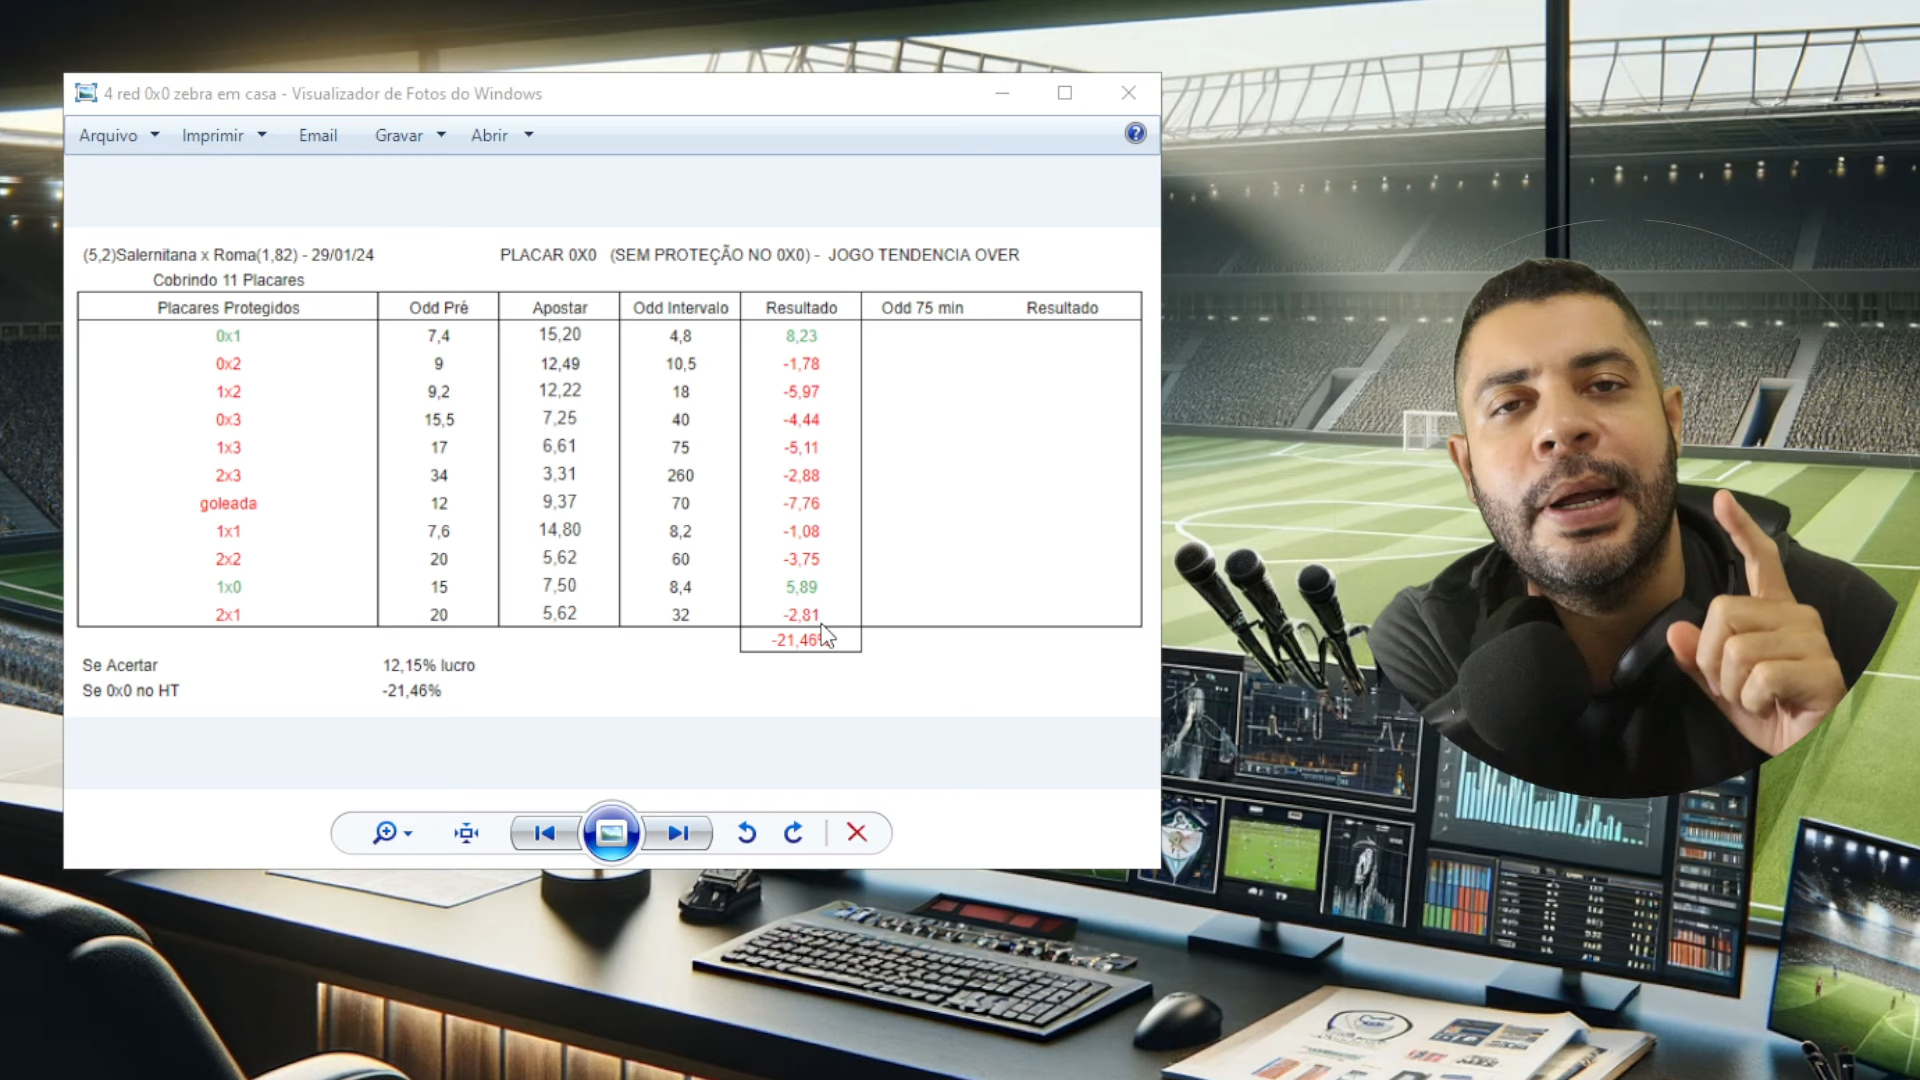 4 red 0x0 zebra em casa - Visualizador de Fotos do Windows
Arquivo Imprimir Email Gravar Abrir
(5,2)Salernitana x Roma(1,82) - 29/01/24 PLACAR 0X0 (SEM PROTEÇÃO NO 0X0) - JOGO TENDENCIA OVER
Cobrindo 11 Placares
Placares Protegidos Odd Pré Apostar Odd Intervalo Resultado Odd 75 min Resultado
0x1 7,4 15,20 4,8 8,23
0x2 9 12,49 10,5 -1,78
1x2 9,2 12,22 18 -5,97
0x3 15,5 7,25 40 -4,44
1x3 17 6,61 75 -5,11
2x3 34 3,31 260 -2,88
goleada 12 9,37 70 -7,76
1x1 7,6 14,80 8,2 -1,08
2x2 20 5,62 60 -3,75
1x0 15 7,50 8,4 5,89
2x1 20 5,62 32 -2,81
-21,46%
Se Acertar 12,15% lucro
Se 0x0 no HT -21,46%